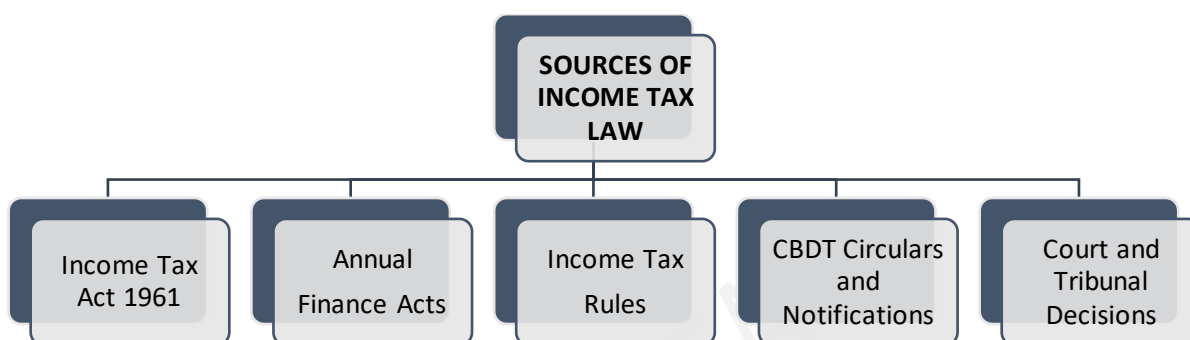 SOURCES OF
INCOME TAX
LAW
Income Tax
Act 1961
Annual
Finance Acts
Income Tax
Rules
CBDT Circulars
and
Notifications
Court and
Tribunal
Decisions